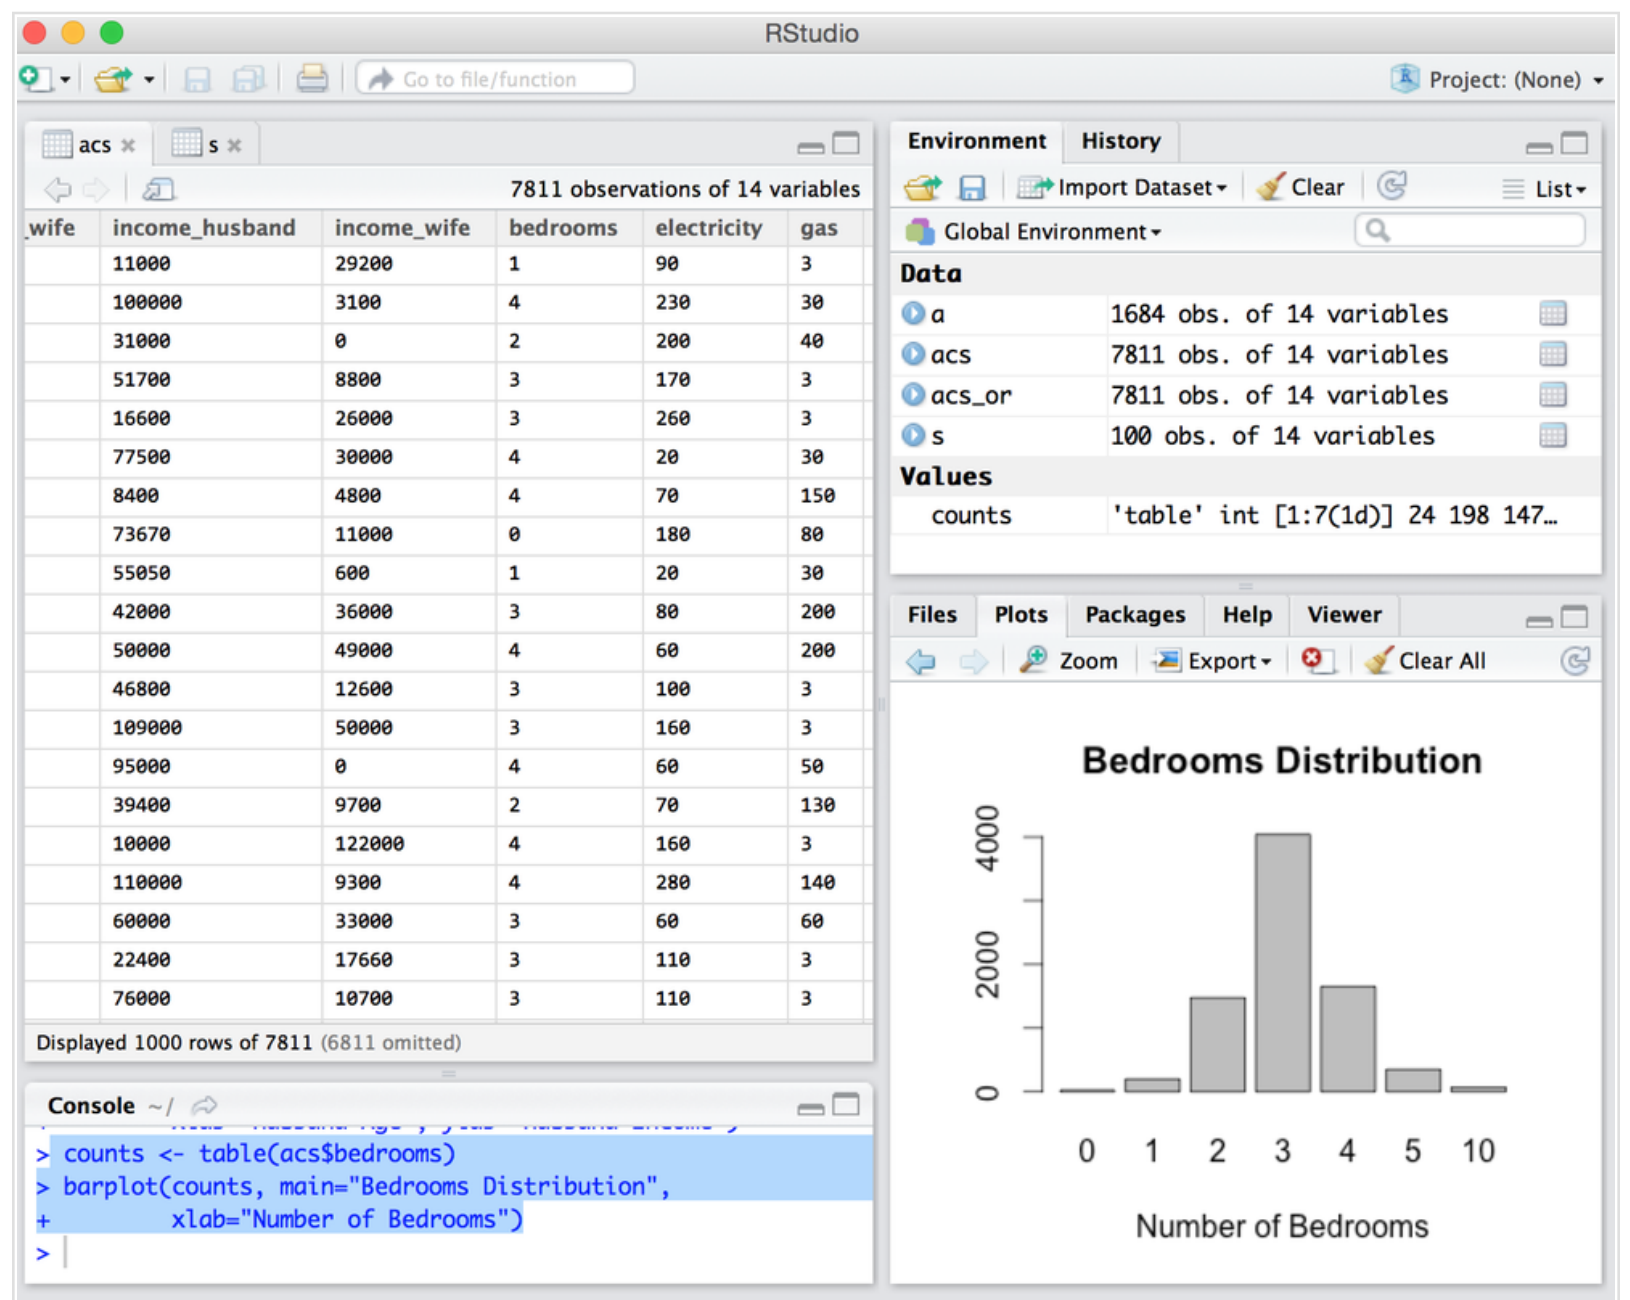 RStudio
Go to file/function
Project: (None)
acs
s
7811 observations of 14 variables
_wife income_husband income_wife bedrooms electricity gas
11000 29200 1 90 3
100000 3100 4 230 30
31000 0 2 200 40
51700 8800 3 170 3
16600 26000 3 260 3
77500 30000 4 20 30
8400 4800 4 70 150
73670 11000 0 180 80
55050 600 1 20 30
42000 36000 3 80 200
50000 49000 4 60 200
46800 12600 3 100 3
109000 50000 3 160 3
95000 0 4 60 50
39400 9700 2 70 130
10000 122000 4 160 3
110000 9300 4 280 140
60000 33000 3 60 60
22400 17660 3 110 3
76000 10700 3 110 3
Displayed 1000 rows of 7811 (6811 omitted)
Console ~/
> counts <- table(acs$bedrooms)
> barplot(counts, main="Bedrooms Distribution",
+ xlab="Number of Bedrooms")
>
Environment History
Import Dataset Clear List
Global Environment
Data
a 1684 obs. of 14 variables
acs 7811 obs. of 14 variables
acs_or 7811 obs. of 14 variables
s 100 obs. of 14 variables
Values
counts 'table' int [1:7(1d)] 24 198 147…
Files Plots Packages Help Viewer
Zoom Export Clear All
Bedrooms Distribution
4000
2000
0
0 1 2 3 4 5 10
Number of Bedrooms